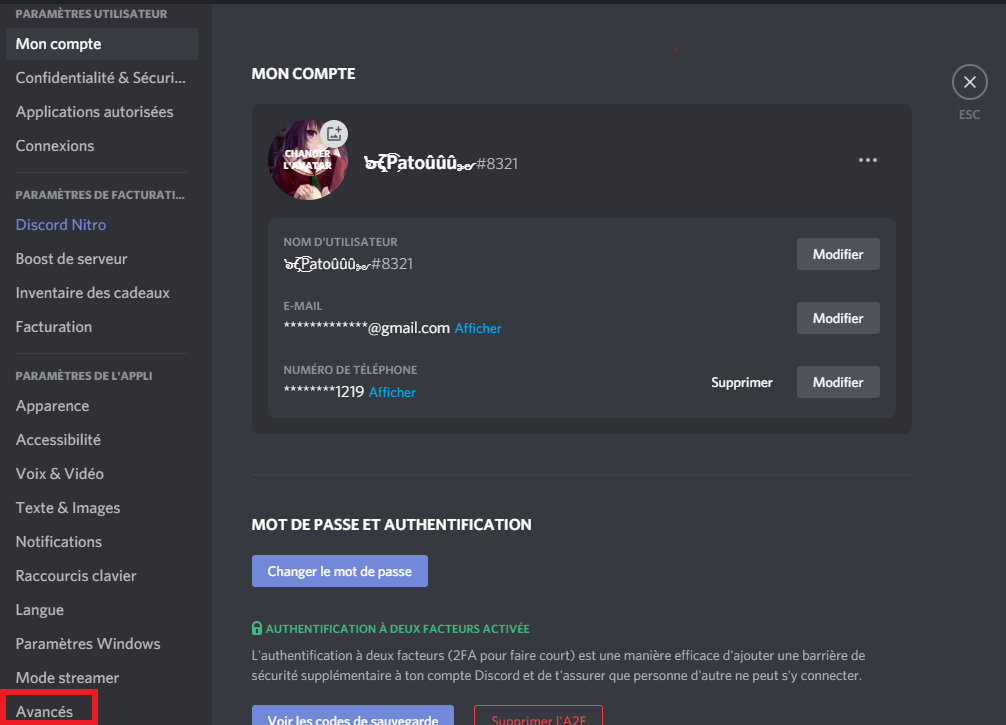 PARAMÈTRES UTILISATEUR
Mon compte
Confidentialité & Sécuri...
Applications autorisées
Connexions
PARAMÈTRES DE FACTURATI...
Discord Nitro
Boost de serveur
Inventaire des cadeaux
Facturation
PARAMÈTRES DE L'APPLI
Apparence
Accessibilité
Voix & Vidéo
Texte & Images
Notifications
Raccourcis clavier
Langue
Paramètres Windows
Mode streamer
Avancés
MON COMPTE
CHANGER
L'AVATAR
Patoûûû#8321
NOM D'UTILISATEUR
Patoûûû#8321
Modifier
E-MAIL
*************@gmail.com Afficher
Modifier
NUMÉRO DE TÉLÉPHONE
********1219 Afficher
Supprimer
Modifier
MOT DE PASSE ET AUTHENTIFICATION
Changer le mot de passe
AUTHENTIFICATION À DEUX FACTEURS ACTIVÉE
L'authentification à deux facteurs (2FA pour faire court) est une manière efficace d'ajouter une barrière de
sécurité supplémentaire à ton compte Discord et de t'assurer que personne d'autre ne peut s'y connecter.
Voir les codes de sauvegarde
Supprimer l'A2F
ESC